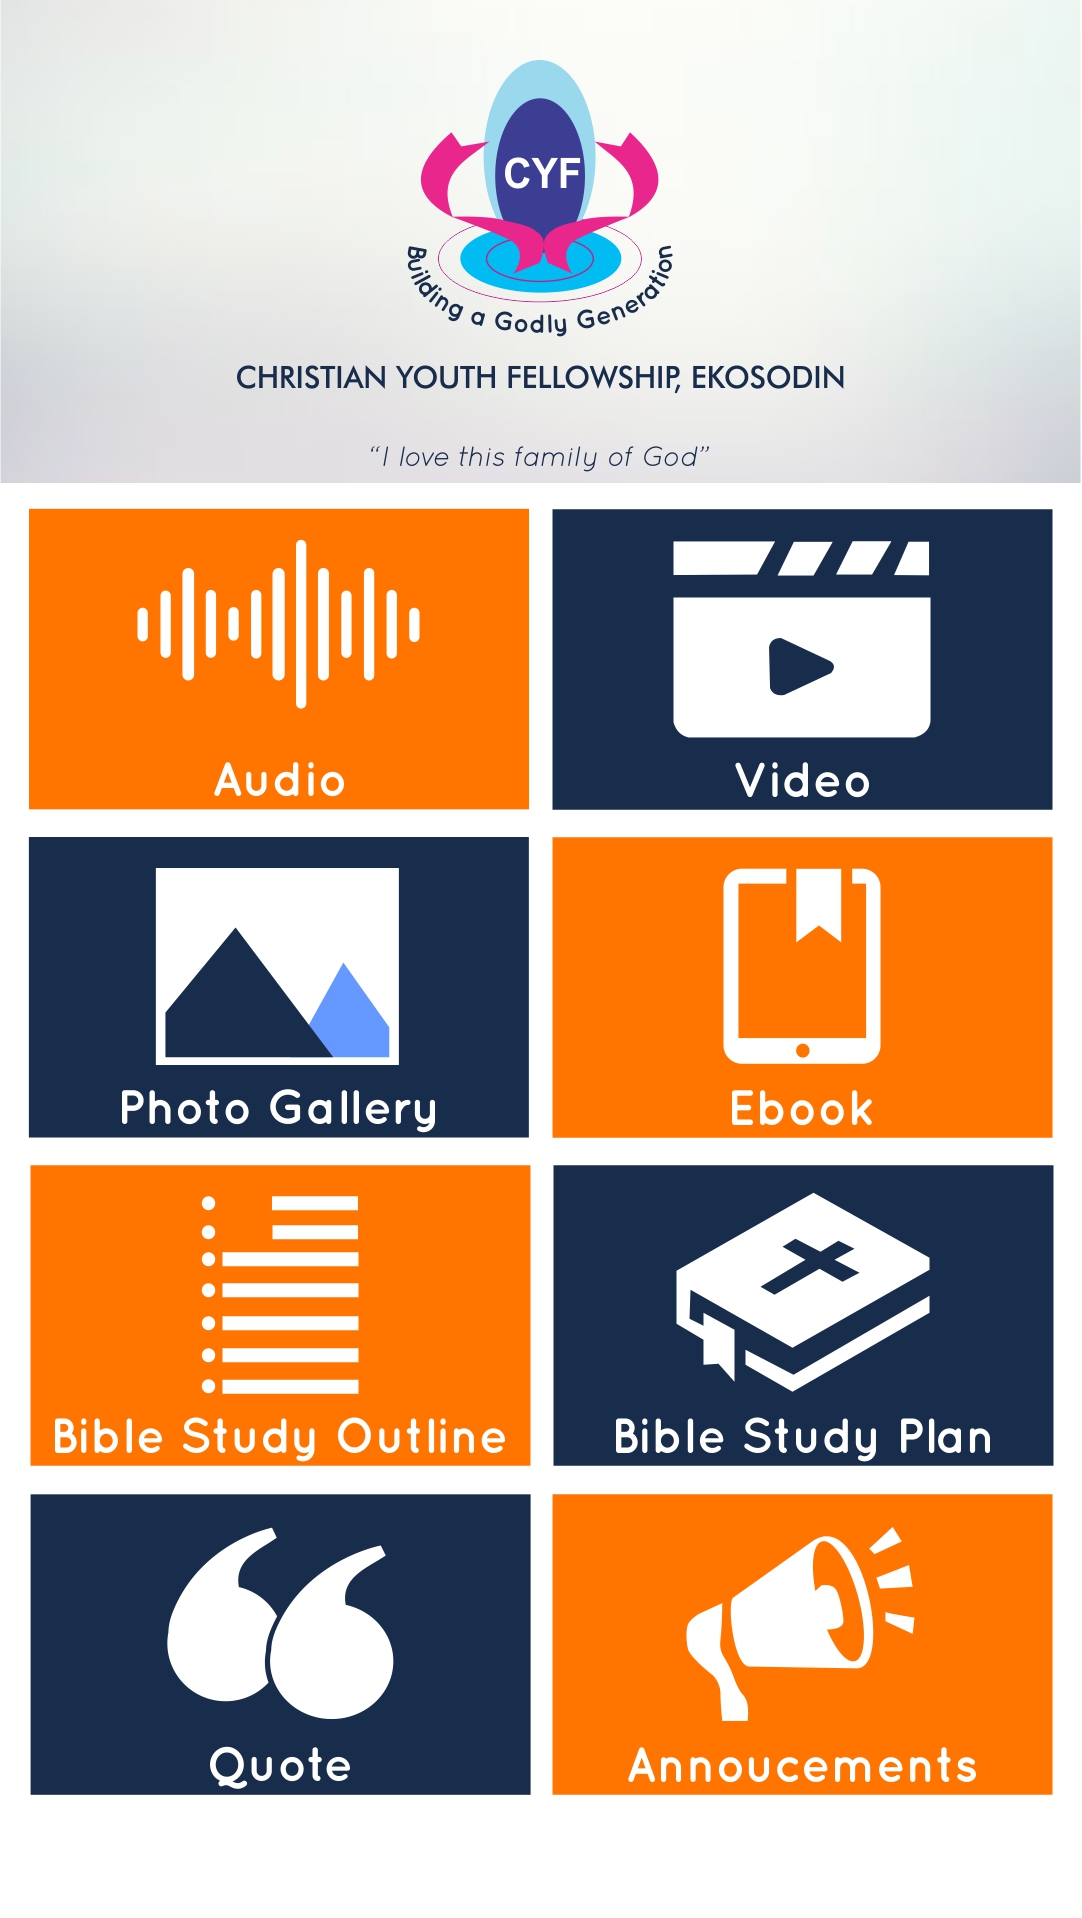 CYF
Building a Godly Generation
CHRISTIAN YOUTH FELLOWSHIP, EKOSODIN
“I love this family of God”
Audio
Video
Photo Gallery
Ebook
Bible Study Outline
Bible Study Plan
Quote
Annoucements